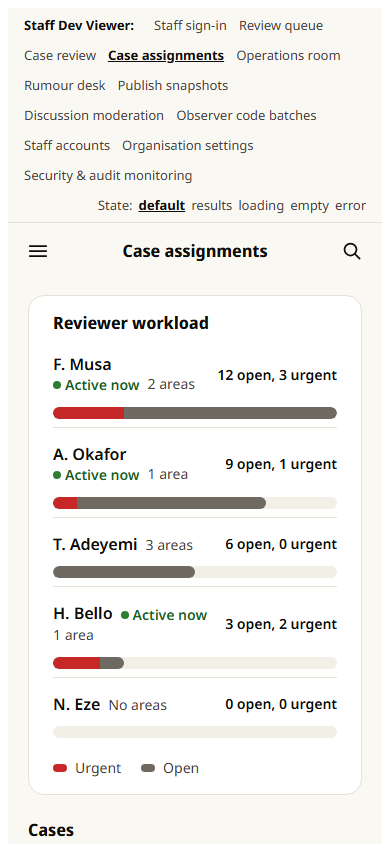 Staff Dev Viewer: Staff sign-in Review queue
Case review Case assignments Operations room
Rumour desk Publish snapshots
Discussion moderation Observer code batches
Staff accounts Organisation settings
Security & audit monitoring
State: default results loading empty error
Case assignments
Reviewer workload
F. Musa
Active now 2 areas
12 open, 3 urgent
A. Okafor
Active now 1 area
9 open, 1 urgent
T. Adeyemi 3 areas
6 open, 0 urgent
H. Bello Active now
1 area
3 open, 2 urgent
N. Eze No areas
0 open, 0 urgent
Urgent Open
Cases